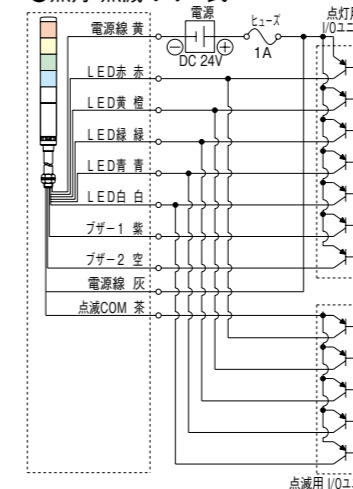 電源
ヒューズ
点灯用
I/Oユニ
1A
DC 24V
電源線 黄
LED赤 赤
LED黄 橙
LED緑 緑
LED青 青
LED白 白
ブザー1 紫
ブザー2 空
電源線 灰
点滅COM 茶
点滅用 I/Oユニ